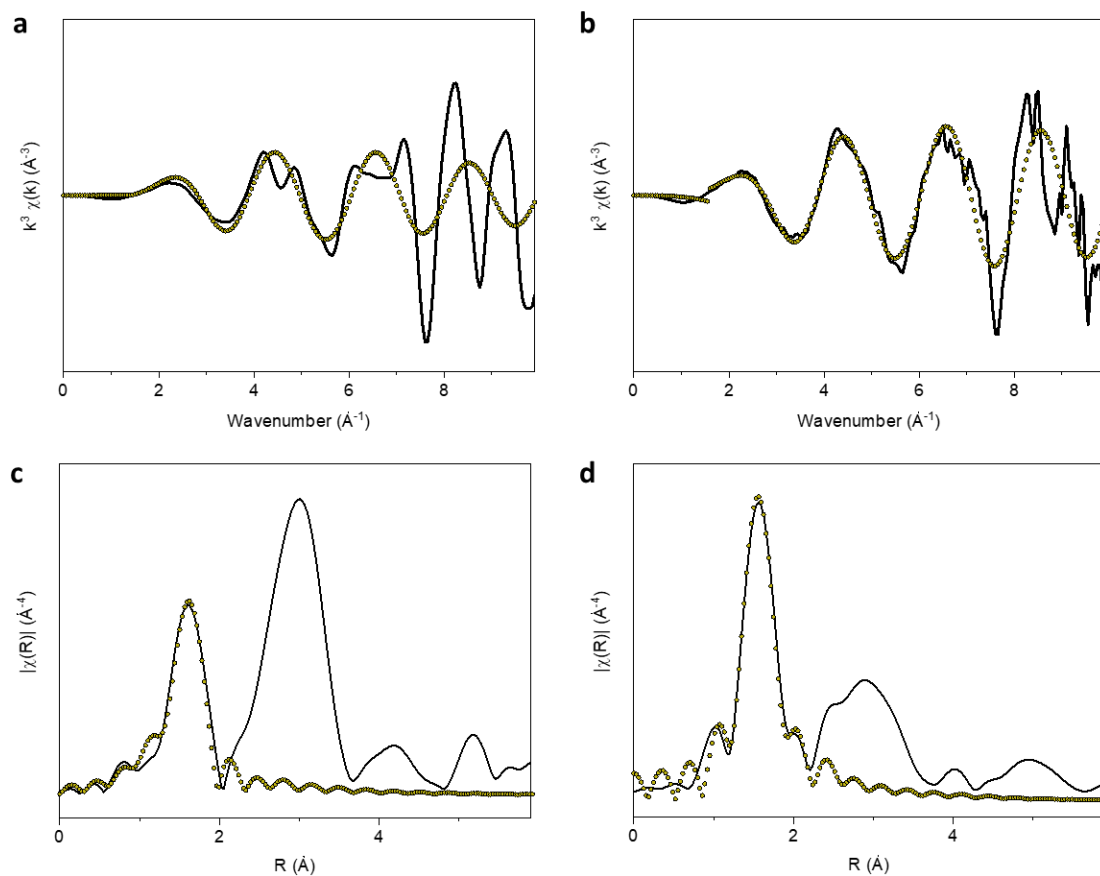 a
b
k³ χ(k) (Å⁻³)
k³ χ(k) (Å⁻³)
0 2 4 6 8
0 2 4 6 8
Wavenumber (Å⁻¹)
Wavenumber (Å⁻¹)
c
d
|χ(R)| (Å⁻⁴)
|χ(R)| (Å⁻⁴)
0 2 4
0 2 4
R (Å)
R (Å)